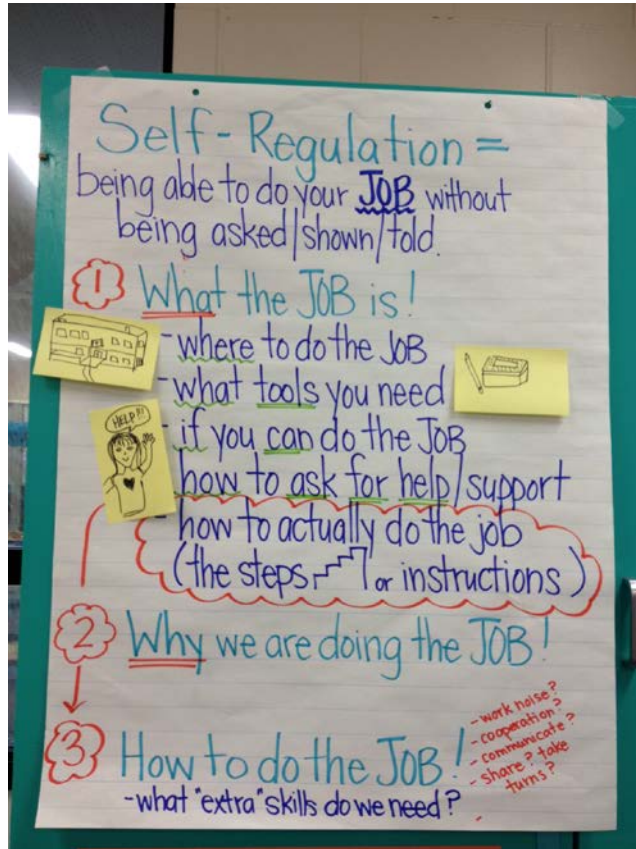 Self-Regulation =
being able to do your JOB without
being asked/shown/told.
1 What the JOB is!
- where to do the JOB
- what tools you need
- if you can do the JOB
HELP!!!
how to ask for help/support
- how to actually do the job
(the steps or instructions)
2 Why we are doing the JOB!
3 How to do the JOB!
- what "extra" skills do we need?
- work noise?
- cooperation?
- communicate?
- share? take
turns?
-